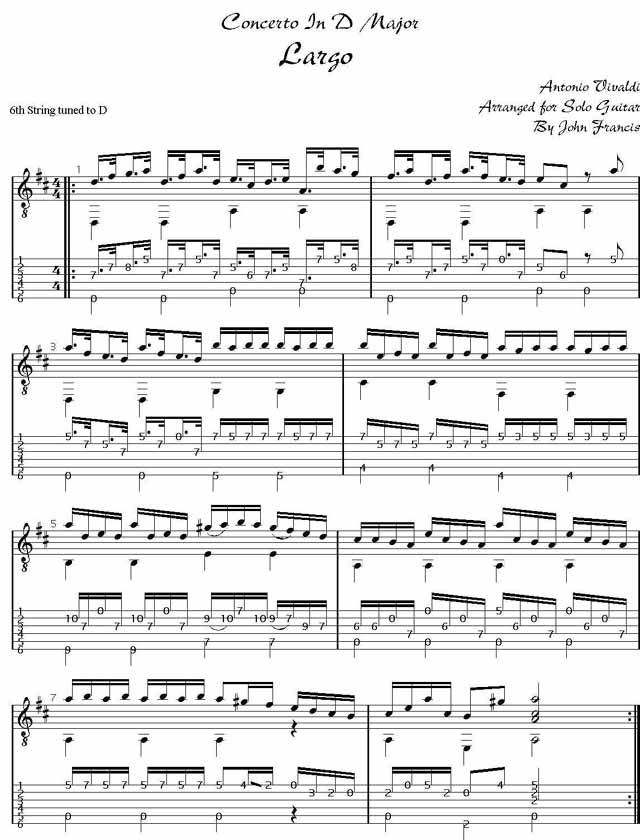 Concerto In D Major
Largo
Antonio Vivaldi
6th String tuned to D
Arranged for Solo Guitar
By John Francis